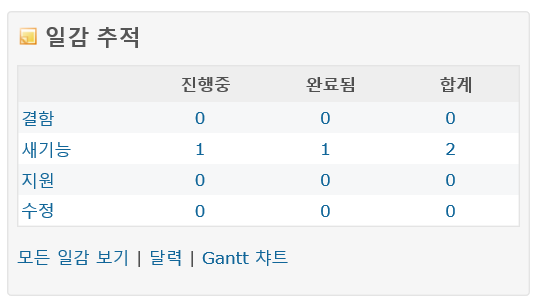 일감 추적
진행중 완료됨 합계
결함 0 0 0
새기능 1 1 2
지원 0 0 0
수정 0 0 0
모든 일감 보기 | 달력 | Gantt 챠트